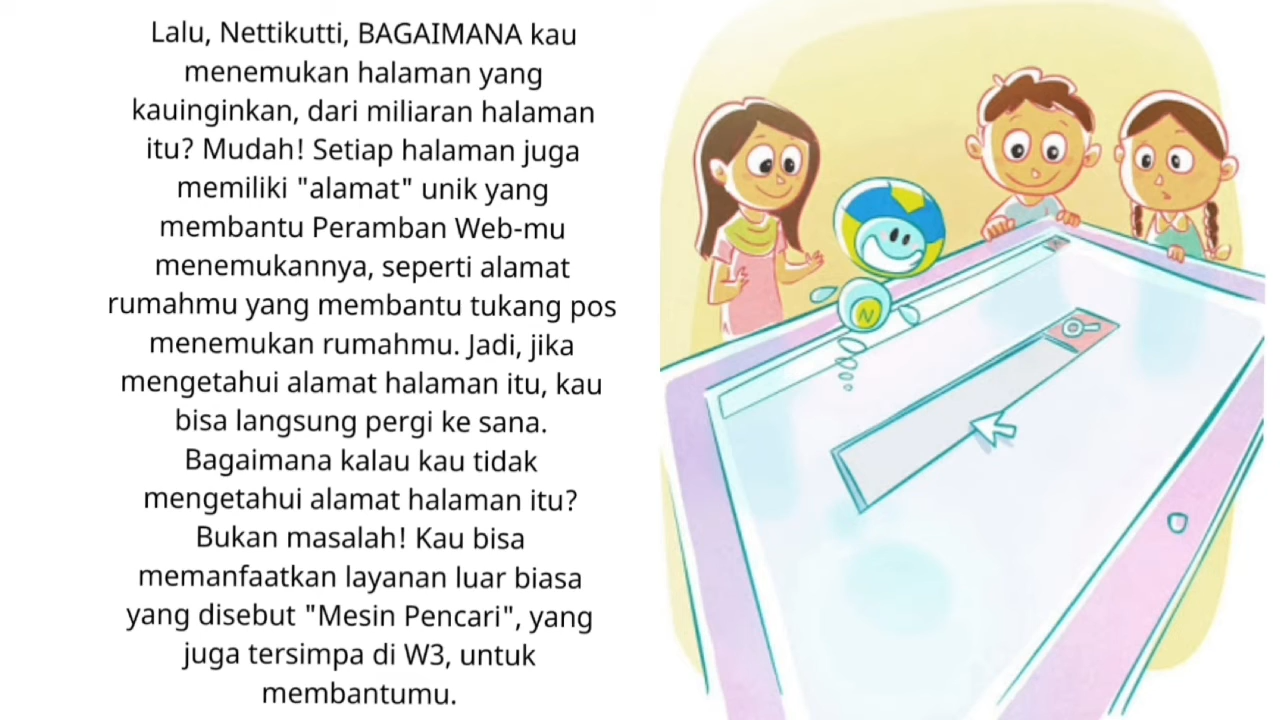 Lalu, Nettikutti, BAGAIMANA kau
menemukan halaman yang
kauinginkan, dari miliaran halaman
itu? Mudah! Setiap halaman juga
memiliki "alamat" unik yang
membantu Peramban Web-mu
menemukannya, seperti alamat
rumahmu yang membantu tukang pos
menemukan rumahmu. Jadi, jika
mengetahui alamat halaman itu, kau
bisa langsung pergi ke sana.
Bagaimana kalau kau tidak
mengetahui alamat halaman itu?
Bukan masalah! Kau bisa
memanfaatkan layanan luar biasa
yang disebut "Mesin Pencari", yang
juga tersimpa di W3, untuk
membantumu.
N